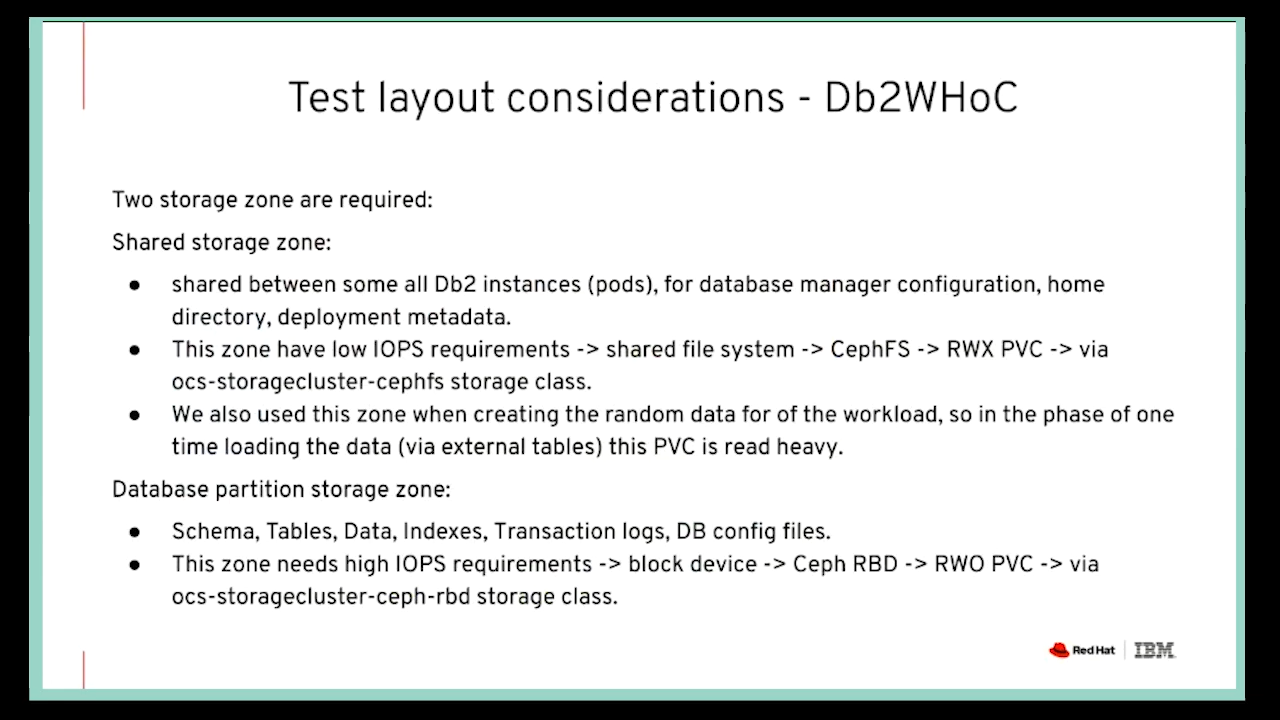 Test layout considerations - Db2WHoC
Two storage zone are required:
Shared storage zone:
● shared between some all Db2 instances (pods), for database manager configuration, home
directory, deployment metadata.
● This zone have low IOPS requirements -> shared file system -> CephFS -> RWX PVC -> via
ocs-storagecluster-cephfs storage class.
● We also used this zone when creating the random data for of the workload, so in the phase of one
time loading the data (via external tables) this PVC is read heavy.
Database partition storage zone:
● Schema, Tables, Data, Indexes, Transaction logs, DB config files.
● This zone needs high IOPS requirements -> block device -> Ceph RBD -> RWO PVC -> via
ocs-storagecluster-ceph-rbd storage class.
Red Hat IBM